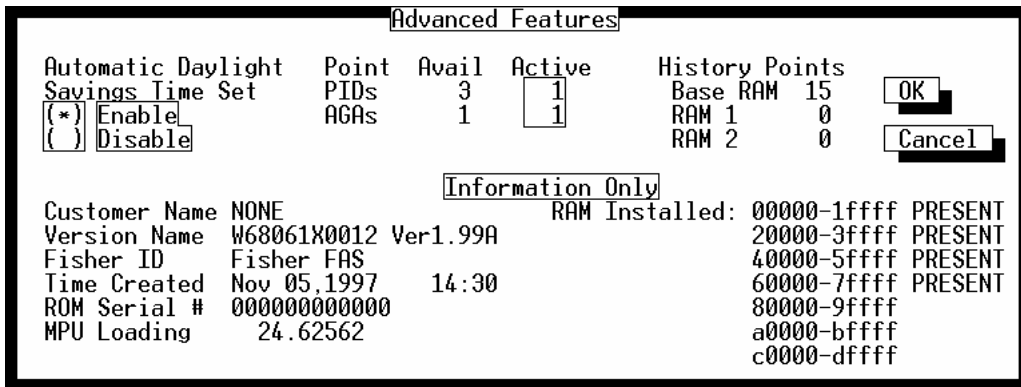 Advanced Features
Automatic Daylight Point Avail Active History Points
Savings Time Set PIDs 3 1 Base RAM 15 OK
(*) Enable AGAs 1 1 RAM 1 0
( ) Disable RAM 2 0 Cancel
Information Only
Customer Name NONE RAM Installed: 00000-1ffff PRESENT
Version Name W68061X0012 Ver1.99A 20000-3ffff PRESENT
Fisher ID Fisher FAS 40000-5ffff PRESENT
Time Created Nov 05,1997 14:30 60000-7ffff PRESENT
ROM Serial # 000000000000 80000-9ffff
MPU Loading 24.62562 a0000-bffff
c0000-dffff